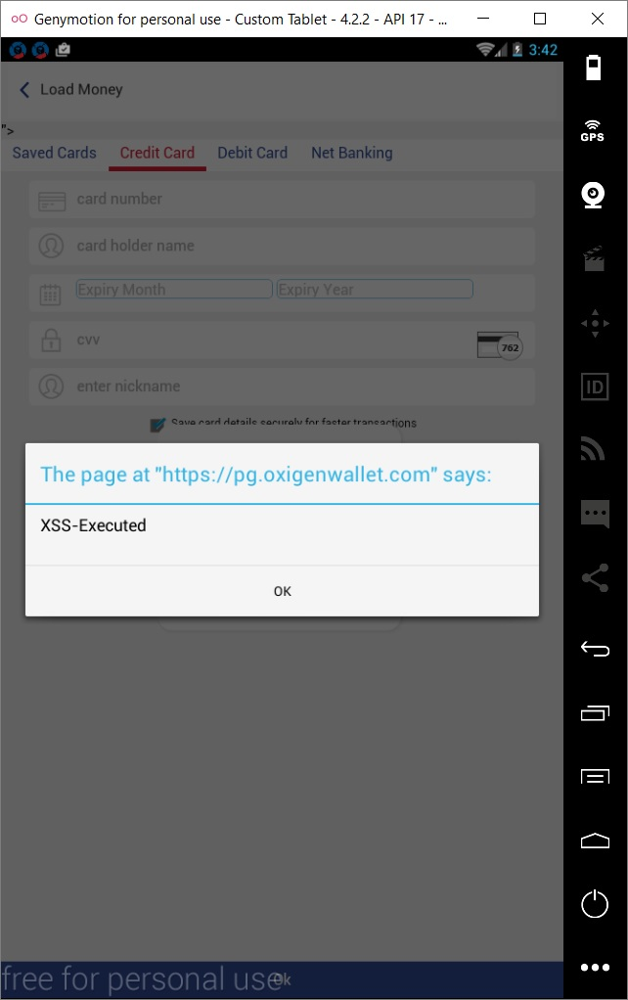 Genymotion for personal use - Custom Tablet - 4.2.2 - API 17 - ...
3:42
Load Money
">
Saved Cards Credit Card Debit Card Net Banking
card number
card holder name
Expiry Month Expiry Year
cvv 762
enter nickname
Save card details securely for faster transactions
The page at "https://pg.oxigenwallet.com" says:
XSS-Executed
OK
free for personal use Ok
GPS
ID